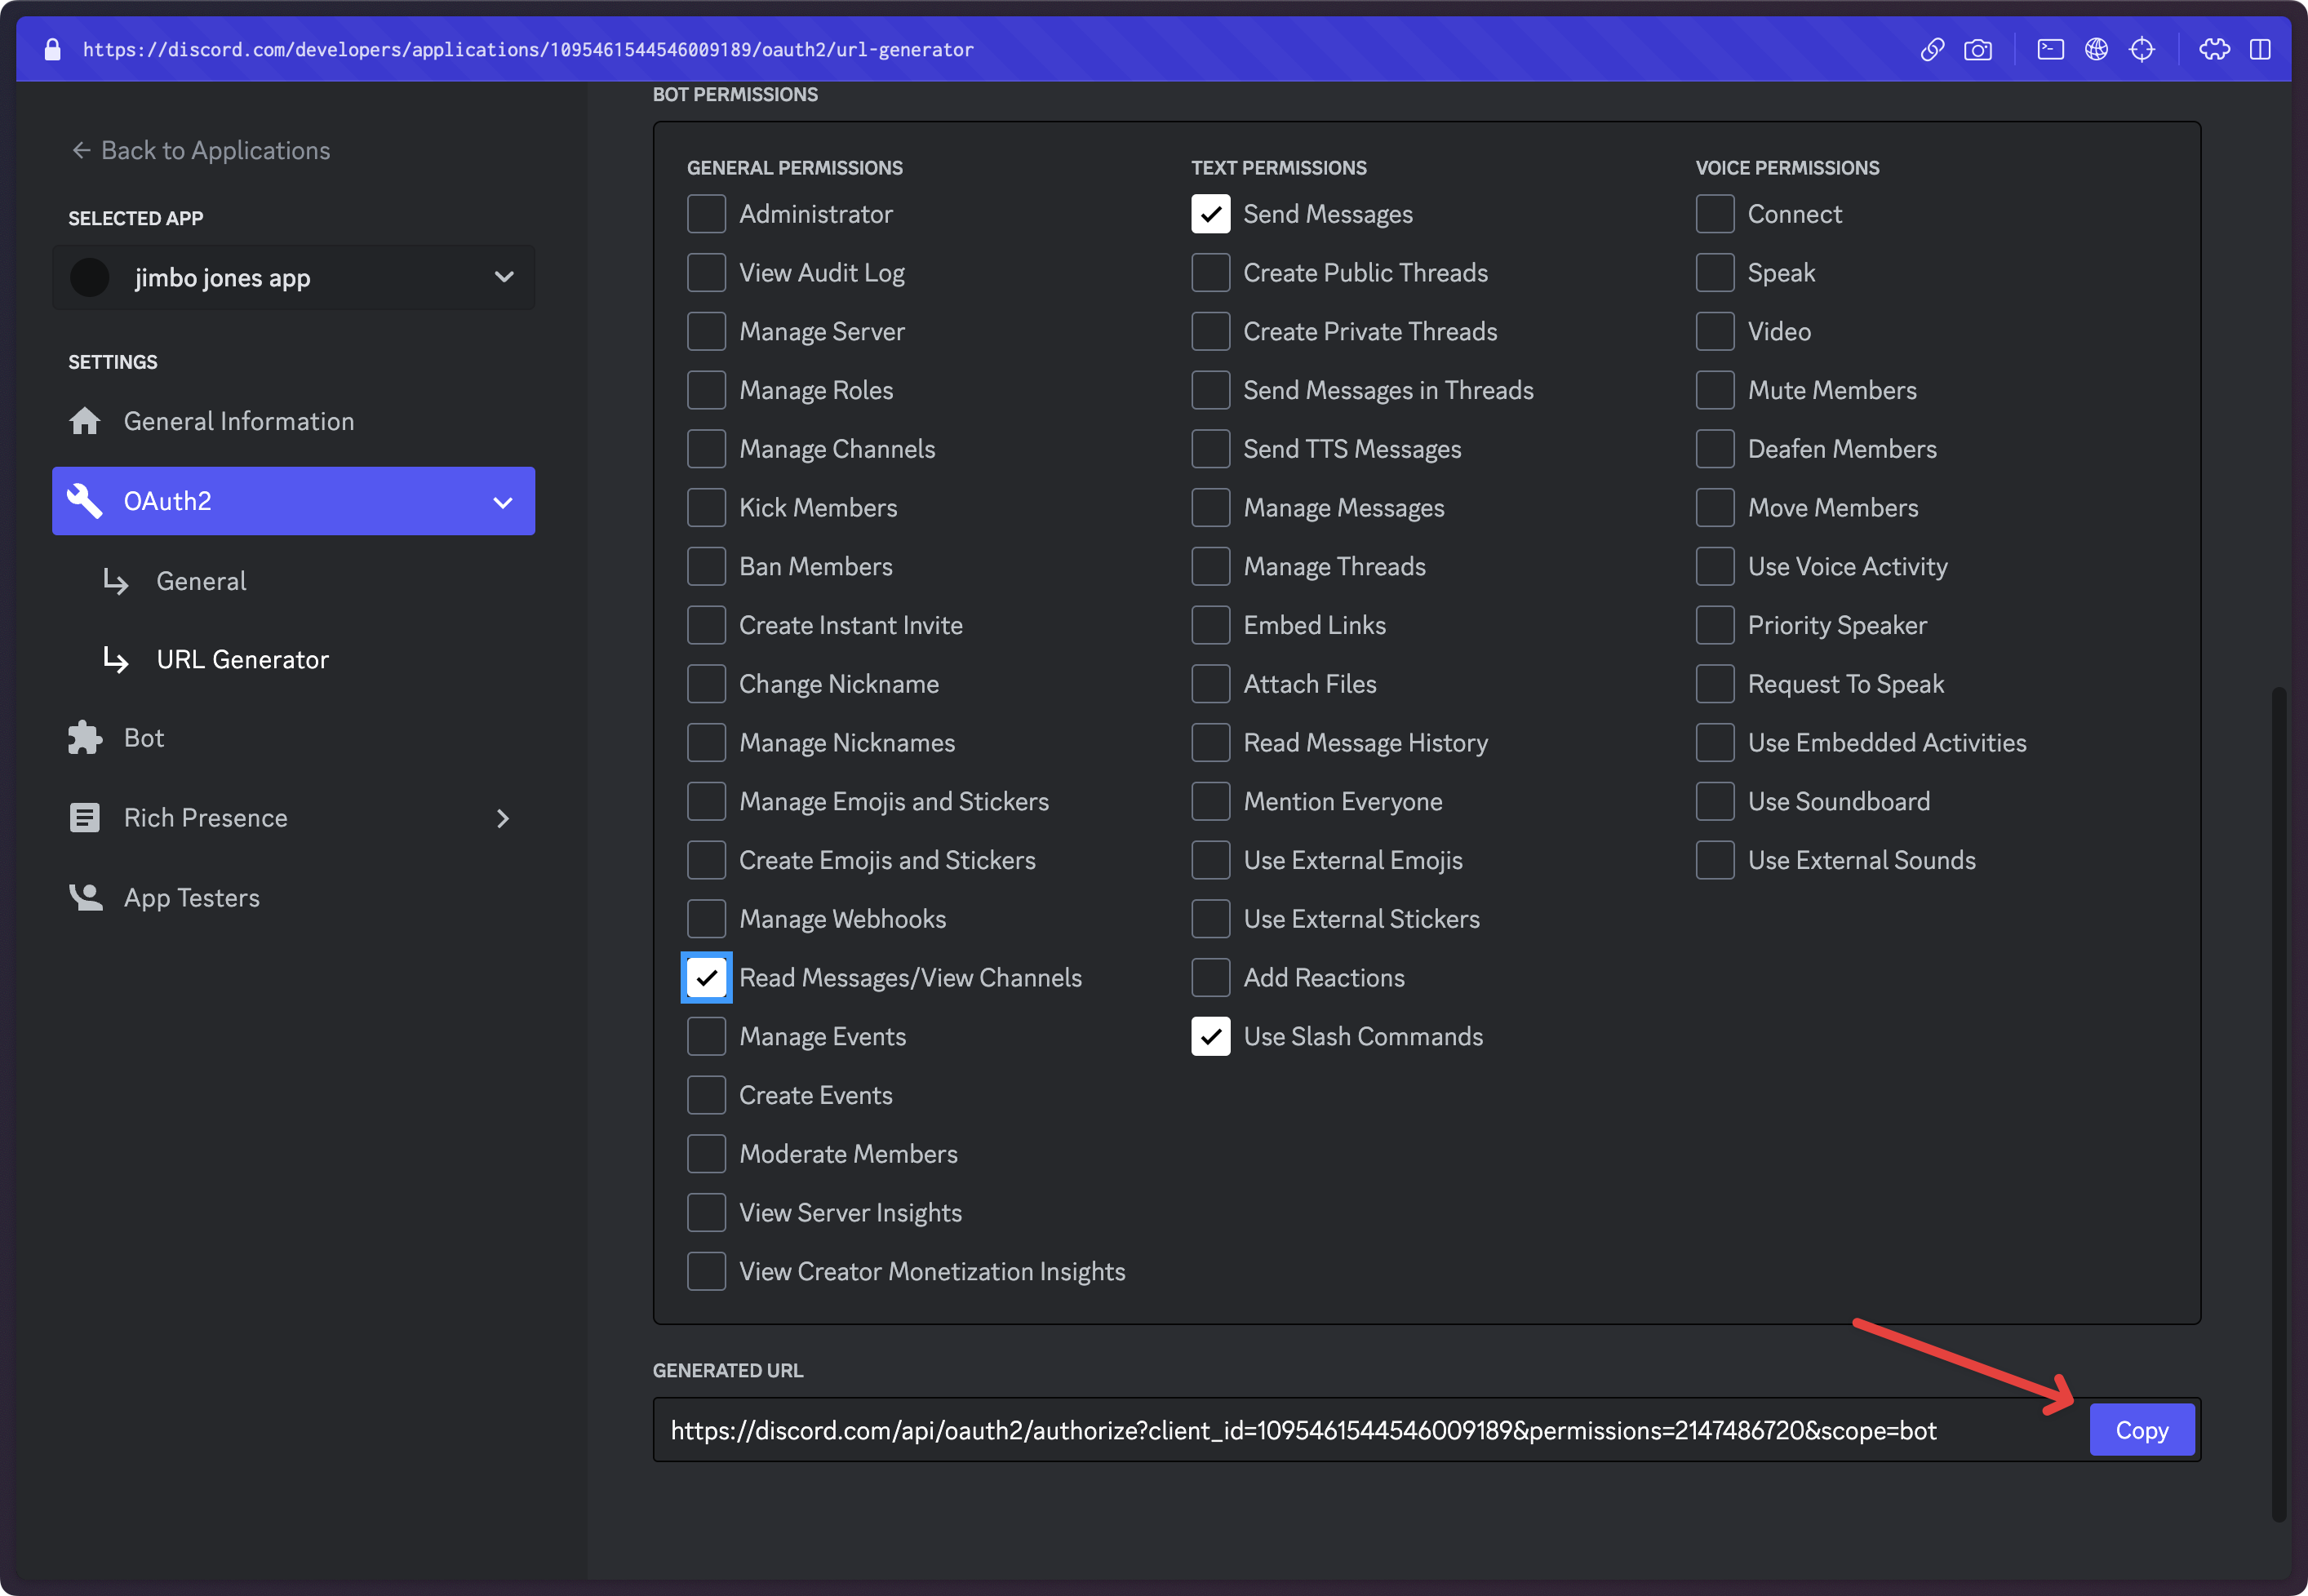 https://discord.com/developers/applications/1095461544546009189/oauth2/url-generator
← Back to Applications
SELECTED APP
jimbo jones app
SETTINGS
General Information
OAuth2
General
URL Generator
Bot
Rich Presence
App Testers
BOT PERMISSIONS
GENERAL PERMISSIONS
Administrator
View Audit Log
Manage Server
Manage Roles
Manage Channels
Kick Members
Ban Members
Create Instant Invite
Change Nickname
Manage Nicknames
Manage Emojis and Stickers
Create Emojis and Stickers
Manage Webhooks
Read Messages/View Channels
Manage Events
Create Events
Moderate Members
View Server Insights
View Creator Monetization Insights
TEXT PERMISSIONS
Send Messages
Create Public Threads
Create Private Threads
Send Messages in Threads
Send TTS Messages
Manage Messages
Manage Threads
Embed Links
Attach Files
Read Message History
Mention Everyone
Use External Emojis
Use External Stickers
Add Reactions
Use Slash Commands
VOICE PERMISSIONS
Connect
Speak
Video
Mute Members
Deafen Members
Move Members
Use Voice Activity
Priority Speaker
Request To Speak
Use Embedded Activities
Use Soundboard
Use External Sounds
GENERATED URL
https://discord.com/api/oauth2/authorize?client_id=1095461544546009189&permissions=2147486720&scope=bot
Copy